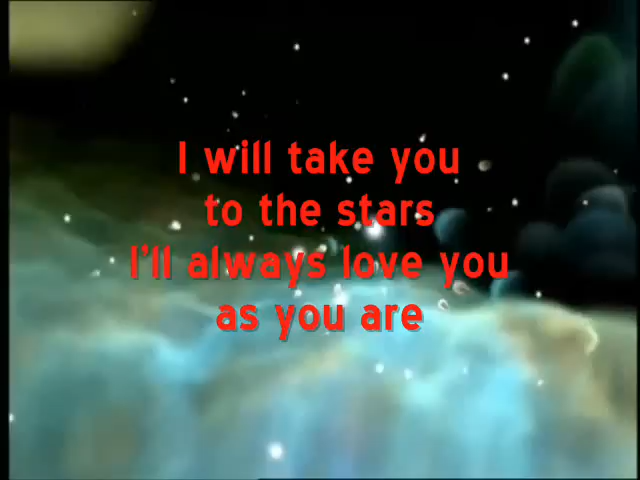 I will take you
to the stars
I'll always love you
as you are